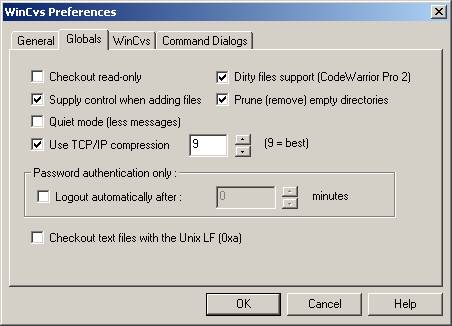 WinCvs Preferences
General Globals WinCvs Command Dialogs
Checkout read-only Dirty files support (CodeWarrior Pro 2)
Supply control when adding files Prune (remove) empty directories
Quiet mode (less messages)
Use TCP/IP compression 9 (9 = best)
Password authentication only :
Logout automatically after : 0 minutes
Checkout text files with the Unix LF (0xa)
OK Cancel Help